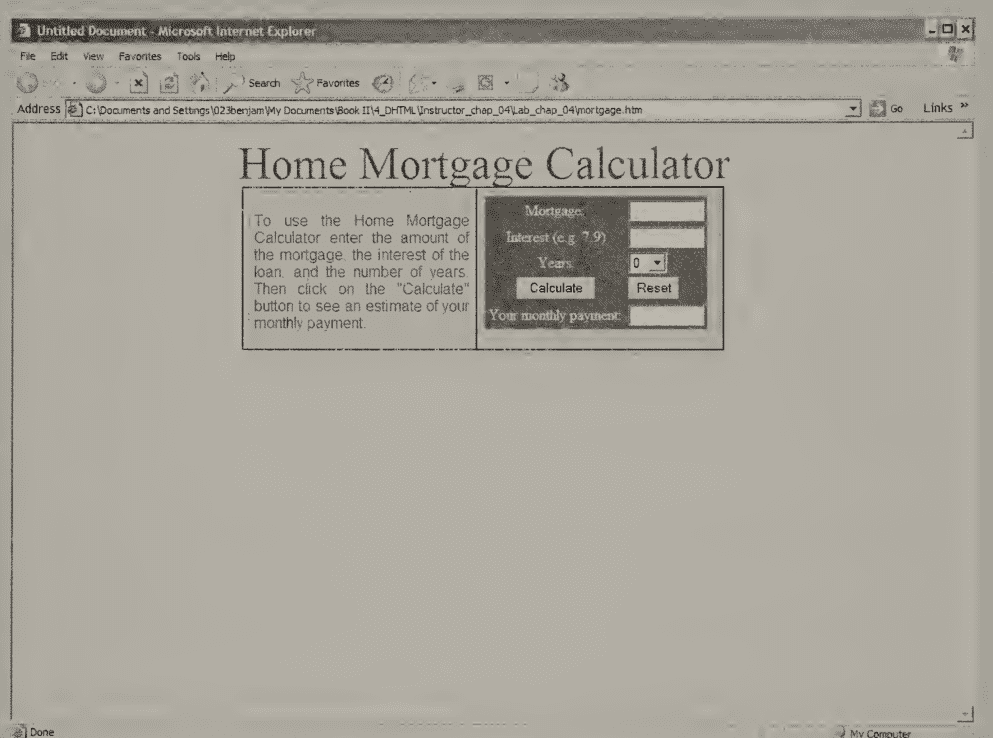 Untitled Document - Microsoft Internet Explorer
File Edit View Favorites Tools Help
Search Favorites
Address C:\Documents and Settings\023benjam\My Documents\Book II\4_DHTML\Instructor_chap_04\Lab_chap_04\mortgage.htm Go Links »
Home Mortgage Calculator
To use the Home Mortgage
Calculator enter the amount of
the mortgage, the interest of the
loan, and the number of years.
Then click on the "Calculate"
button to see an estimate of your
monthly payment.
Mortgage:
Interest (e.g. 7.9)
Years: 0
Calculate Reset
Your monthly payment:
Done My Computer